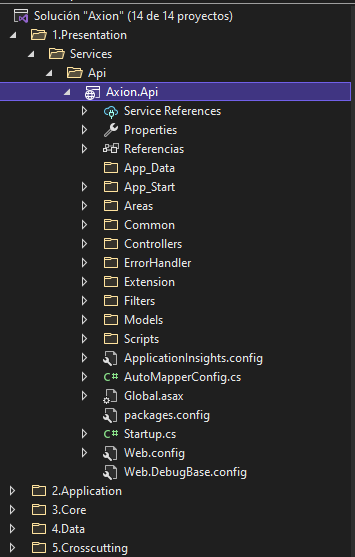 Solución "Axion" (14 de 14 proyectos)
1.Presentation
Services
Api
Axion.Api
Service References
Properties
Referencias
App_Data
App_Start
Areas
Common
Controllers
ErrorHandler
Extension
Filters
Models
Scripts
ApplicationInsights.config
C# AutoMapperConfig.cs
Global.asax
packages.config
C# Startup.cs
Web.config
Web.DebugBase.config
2.Application
3.Core
4.Data
5.Crosscutting